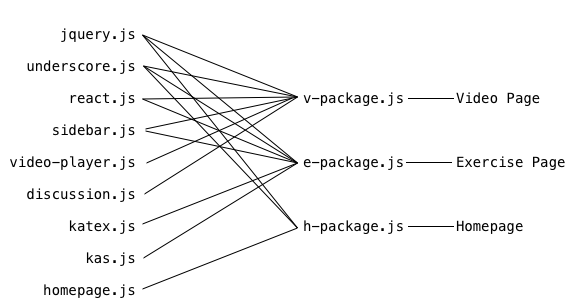 jquery.js
underscore.js
react.js
v-package.js Video Page
sidebar.js
video-player.js
e-package.js Exercise Page
discussion.js
katex.js
h-package.js Homepage
kas.js
homepage.js